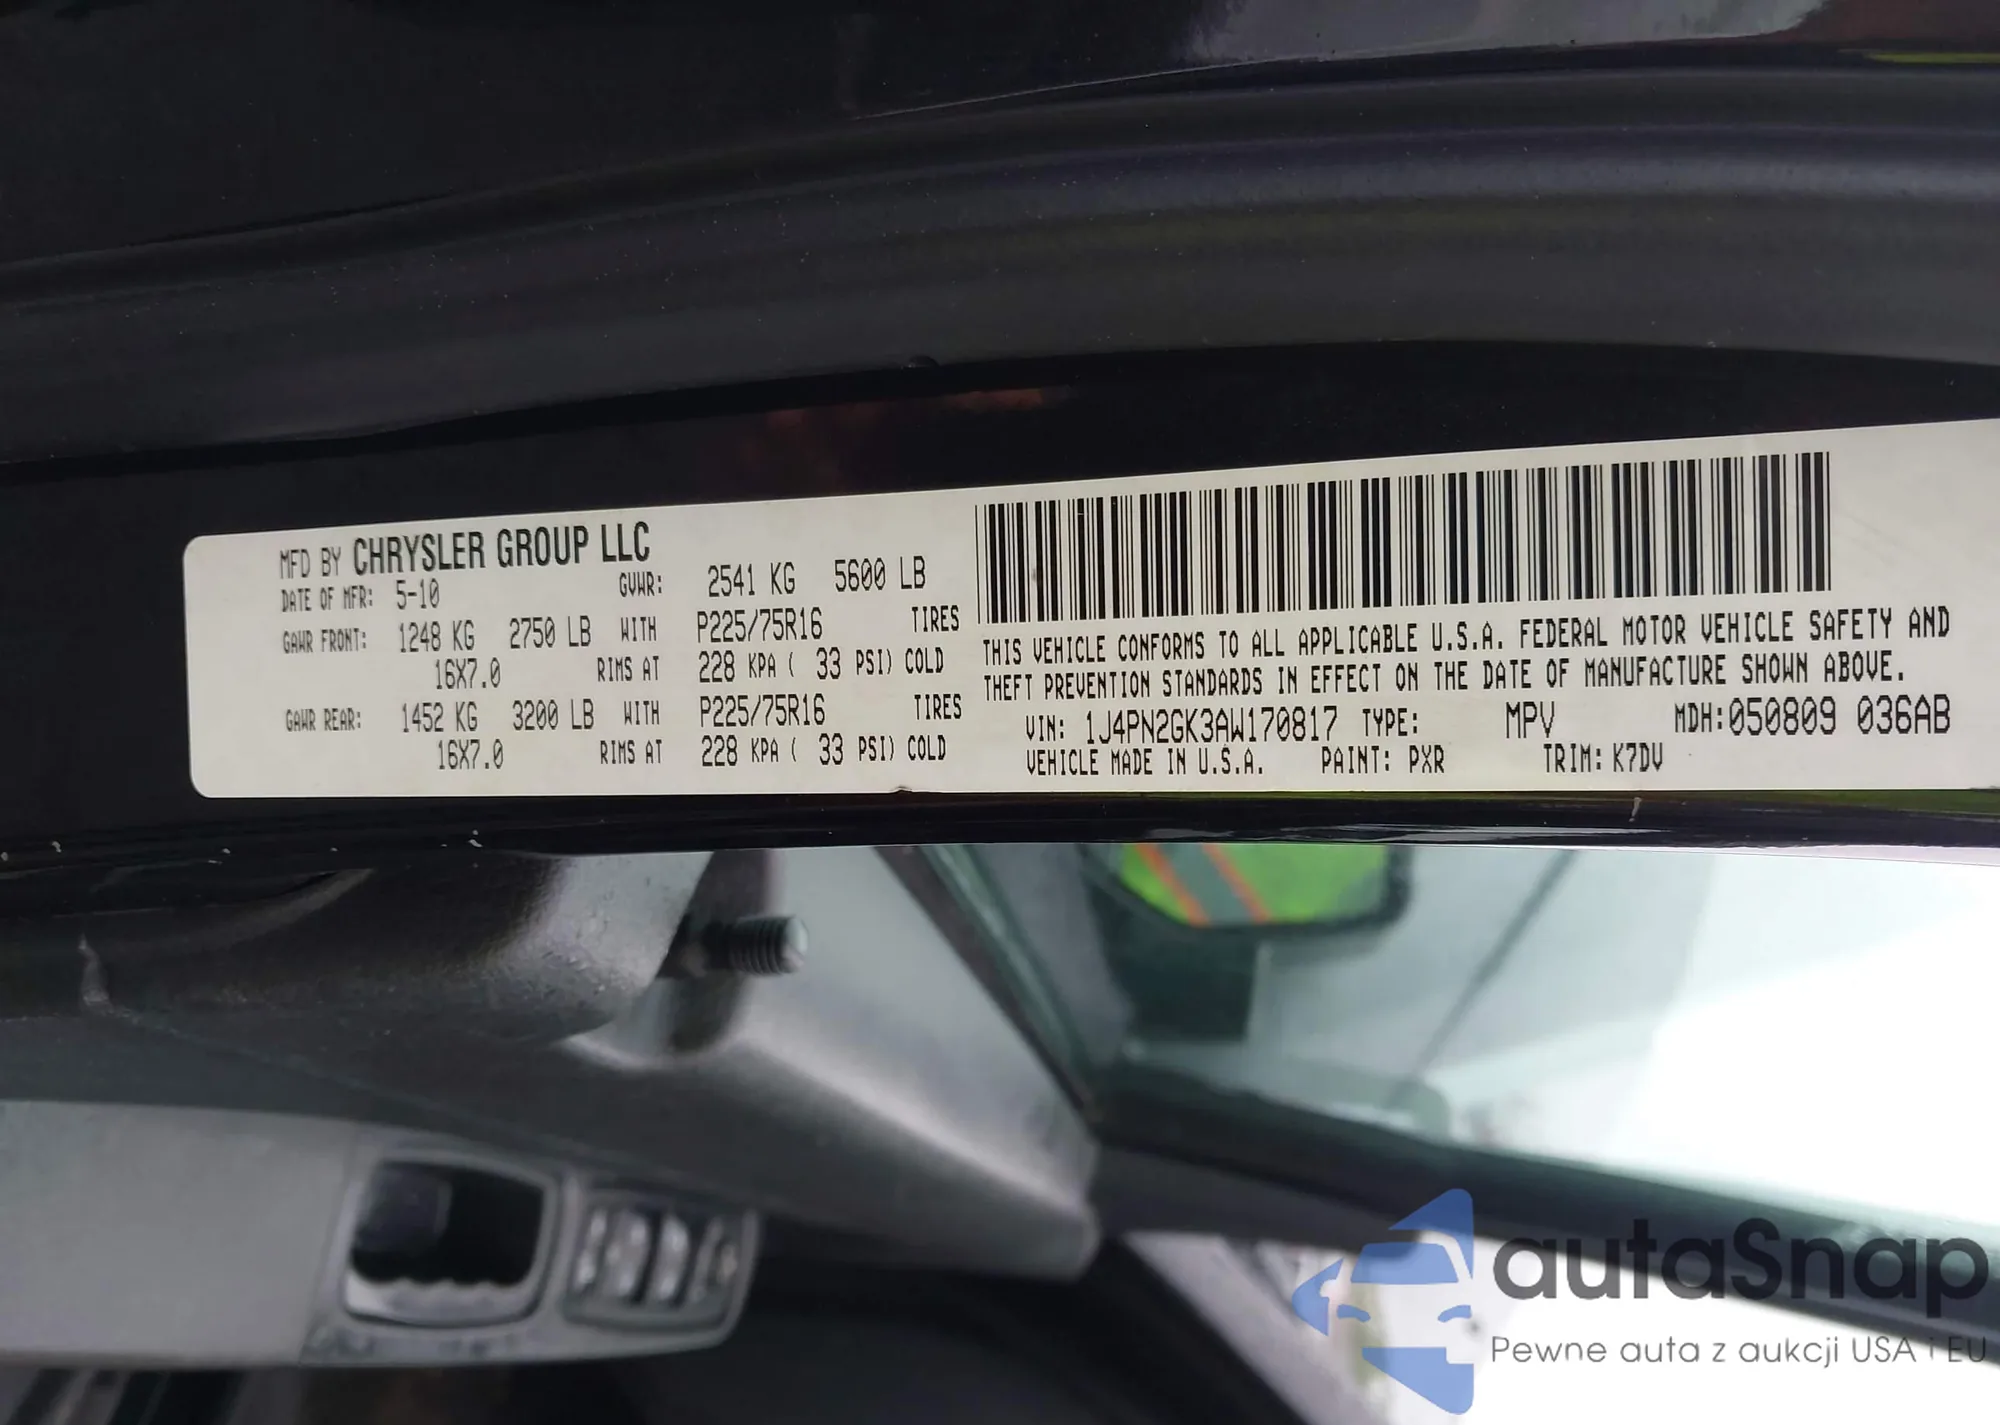 MFD BY CHRYSLER GROUP LLC
DATE OF MFR: 5-10 GVWR: 2541 KG 5600 LB
GAWR FRONT: 1248 KG 2750 LB WITH P225/75R16 TIRES
16X7.0 RIMS AT 228 KPA ( 33 PSI) COLD
GAWR REAR: 1452 KG 3200 LB WITH P225/75R16 TIRES
16X7.0 RIMS AT 228 KPA ( 33 PSI) COLD
THIS VEHICLE CONFORMS TO ALL APPLICABLE U.S.A. FEDERAL MOTOR VEHICLE SAFETY AND
THEFT PREVENTION STANDARDS IN EFFECT ON THE DATE OF MANUFACTURE SHOWN ABOVE.
VIN: 1J4PN2GK3AW170817 TYPE: MPV MDH:050809 036AB
VEHICLE MADE IN U.S.A. PAINT: PXR TRIM: K7DV
autaSnap
Pewne auta z aukcji USA i EU